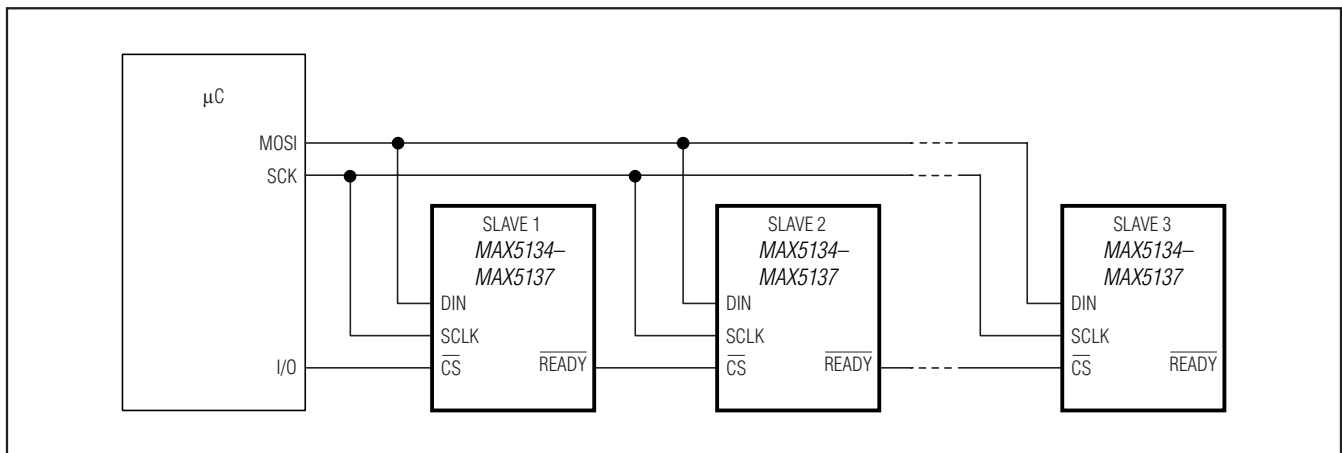 μC
MOSI
SCK
I/O
SLAVE 1
MAX5134–
MAX5137
DIN
SCLK
CS
READY
SLAVE 2
MAX5134–
MAX5137
DIN
SCLK
CS
READY
SLAVE 3
MAX5134–
MAX5137
DIN
SCLK
CS
READY